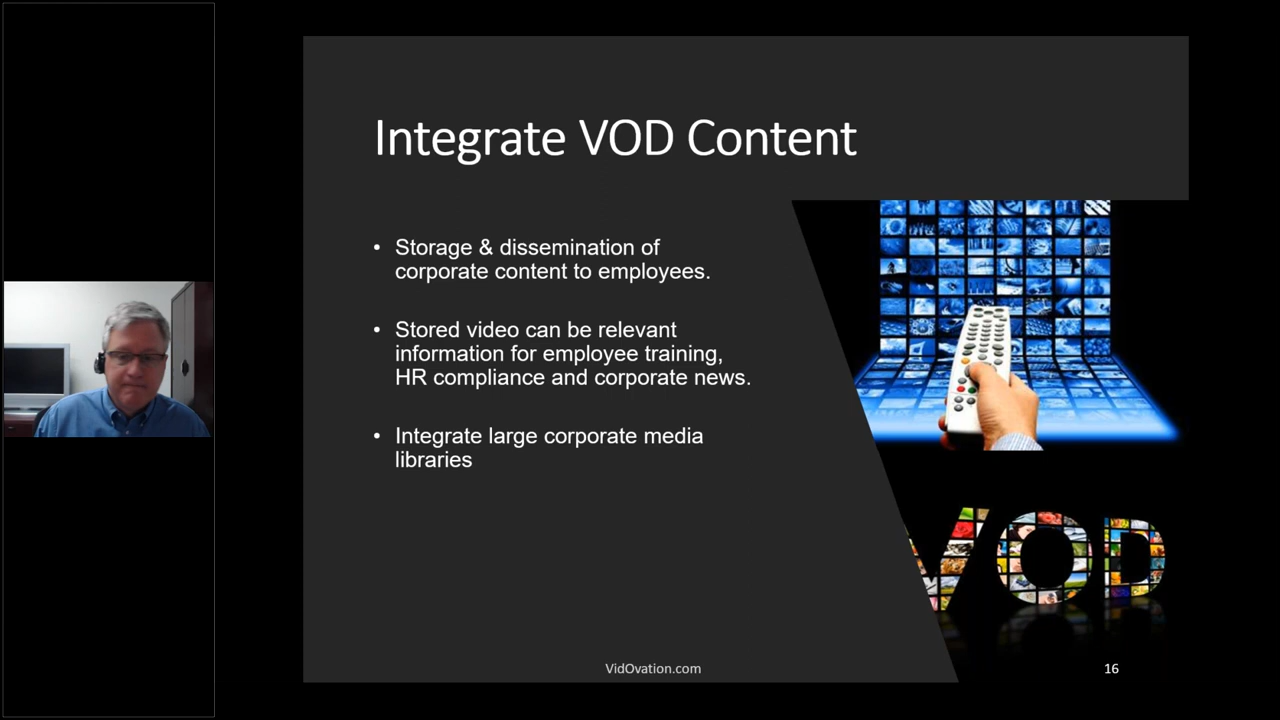 Integrate VOD Content
• Storage & dissemination of
corporate content to employees.
• Stored video can be relevant
information for employee training,
HR compliance and corporate news.
• Integrate large corporate media
libraries
VOD
VidOvation.com
16